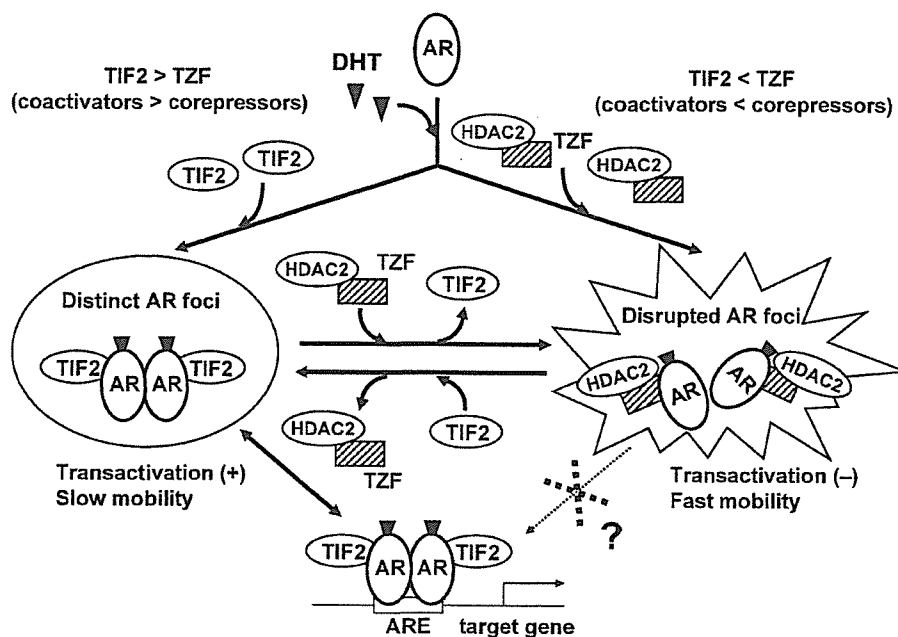 AR
DHT
TIF2 > TZF
(coactivators > corepressors)
TIF2 < TZF
(coactivators < corepressors)
HDAC2
TZF
HDAC2
TIF2
TIF2
Distinct AR foci
TIF2
AR
AR
TIF2
HDAC2
TZF
TIF2
HDAC2
TZF
TIF2
Disrupted AR foci
HDAC2
AR
AR
HDAC2
Transactivation (+)
Slow mobility
Transactivation (–)
Fast mobility
?
TIF2
AR
AR
TIF2
ARE
target gene